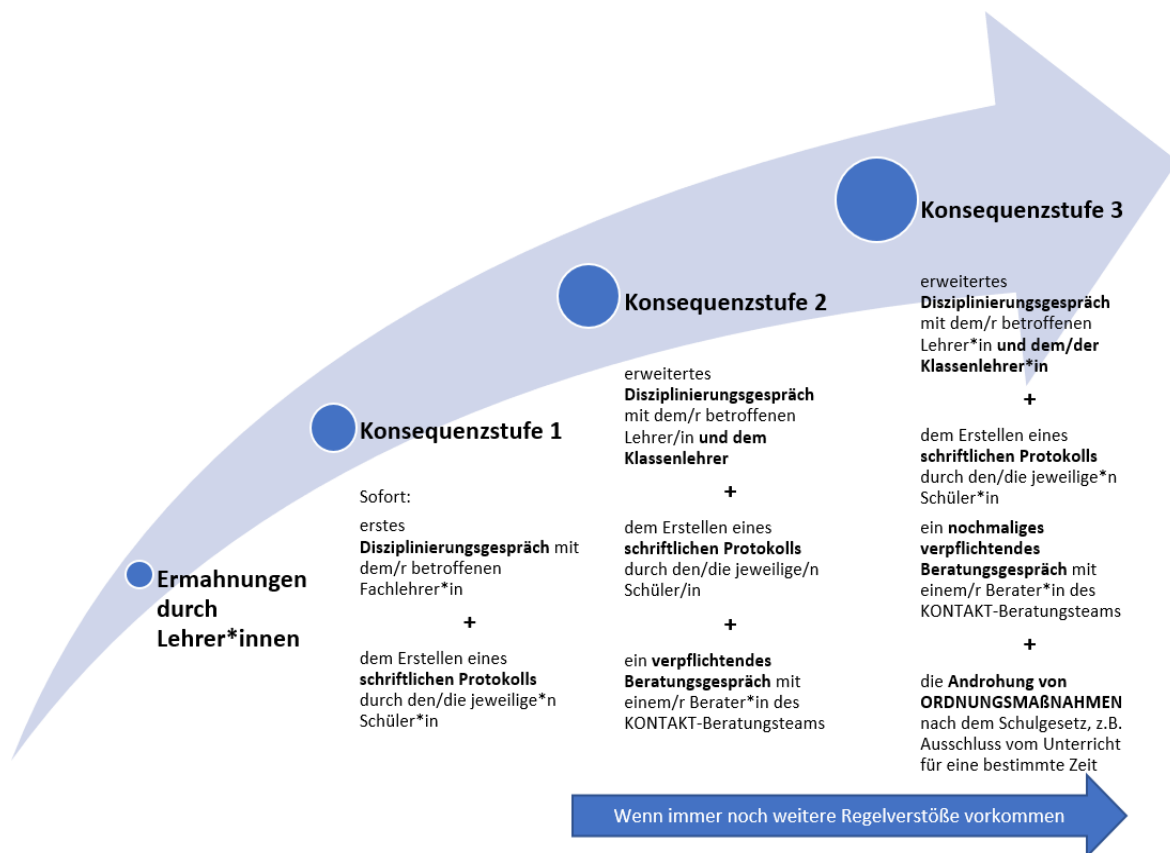 Ermahnungen
durch
Lehrer*innen
Konsequenzstufe 1
Sofort:
erstes
Disziplinierungsgespräch mit
dem/r betroffenen
Fachlehrer*in
+
dem Erstellen eines
schriftlichen Protokolls
durch den/die jeweilige*n
Schüler*in
Konsequenzstufe 2
erweitertes
Disziplinierungsgespräch
mit dem/r betroffenen
Lehrer/in und dem
Klassenlehrer
+
dem Erstellen eines
schriftlichen Protokolls
durch den/die jeweilige/n
Schüler/in
+
ein verpflichtendes
Beratungsgespräch mit
einem/r Berater*in des
KONTAKT-Beratungsteams
Konsequenzstufe 3
erweitertes
Disziplinierungsgespräch
mit dem/r betroffenen
Lehrer*in und dem/der
Klassenlehrer*in
+
dem Erstellen eines
schriftlichen Protokolls
durch den/die jeweilige*n
Schüler*in
ein nochmaliges
verpflichtendes
Beratungsgespräch mit
einem/r Berater*in des
KONTAKT-Beratungsteams
+
die Androhung von
ORDNUNGSMAßNAHMEN
nach dem Schulgesetz, z.B.
Ausschluss vom Unterricht
für eine bestimmte Zeit
Wenn immer noch weitere Regelverstöße vorkommen